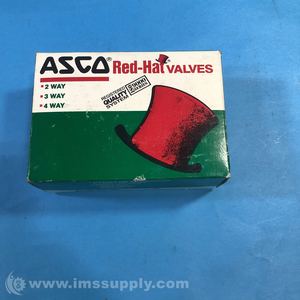 ASCO® Red-Hat VALVES
2 WAY
3 WAY
4 WAY
REGISTERED
QUALITY
SYSTEM
© www.imssupply.com